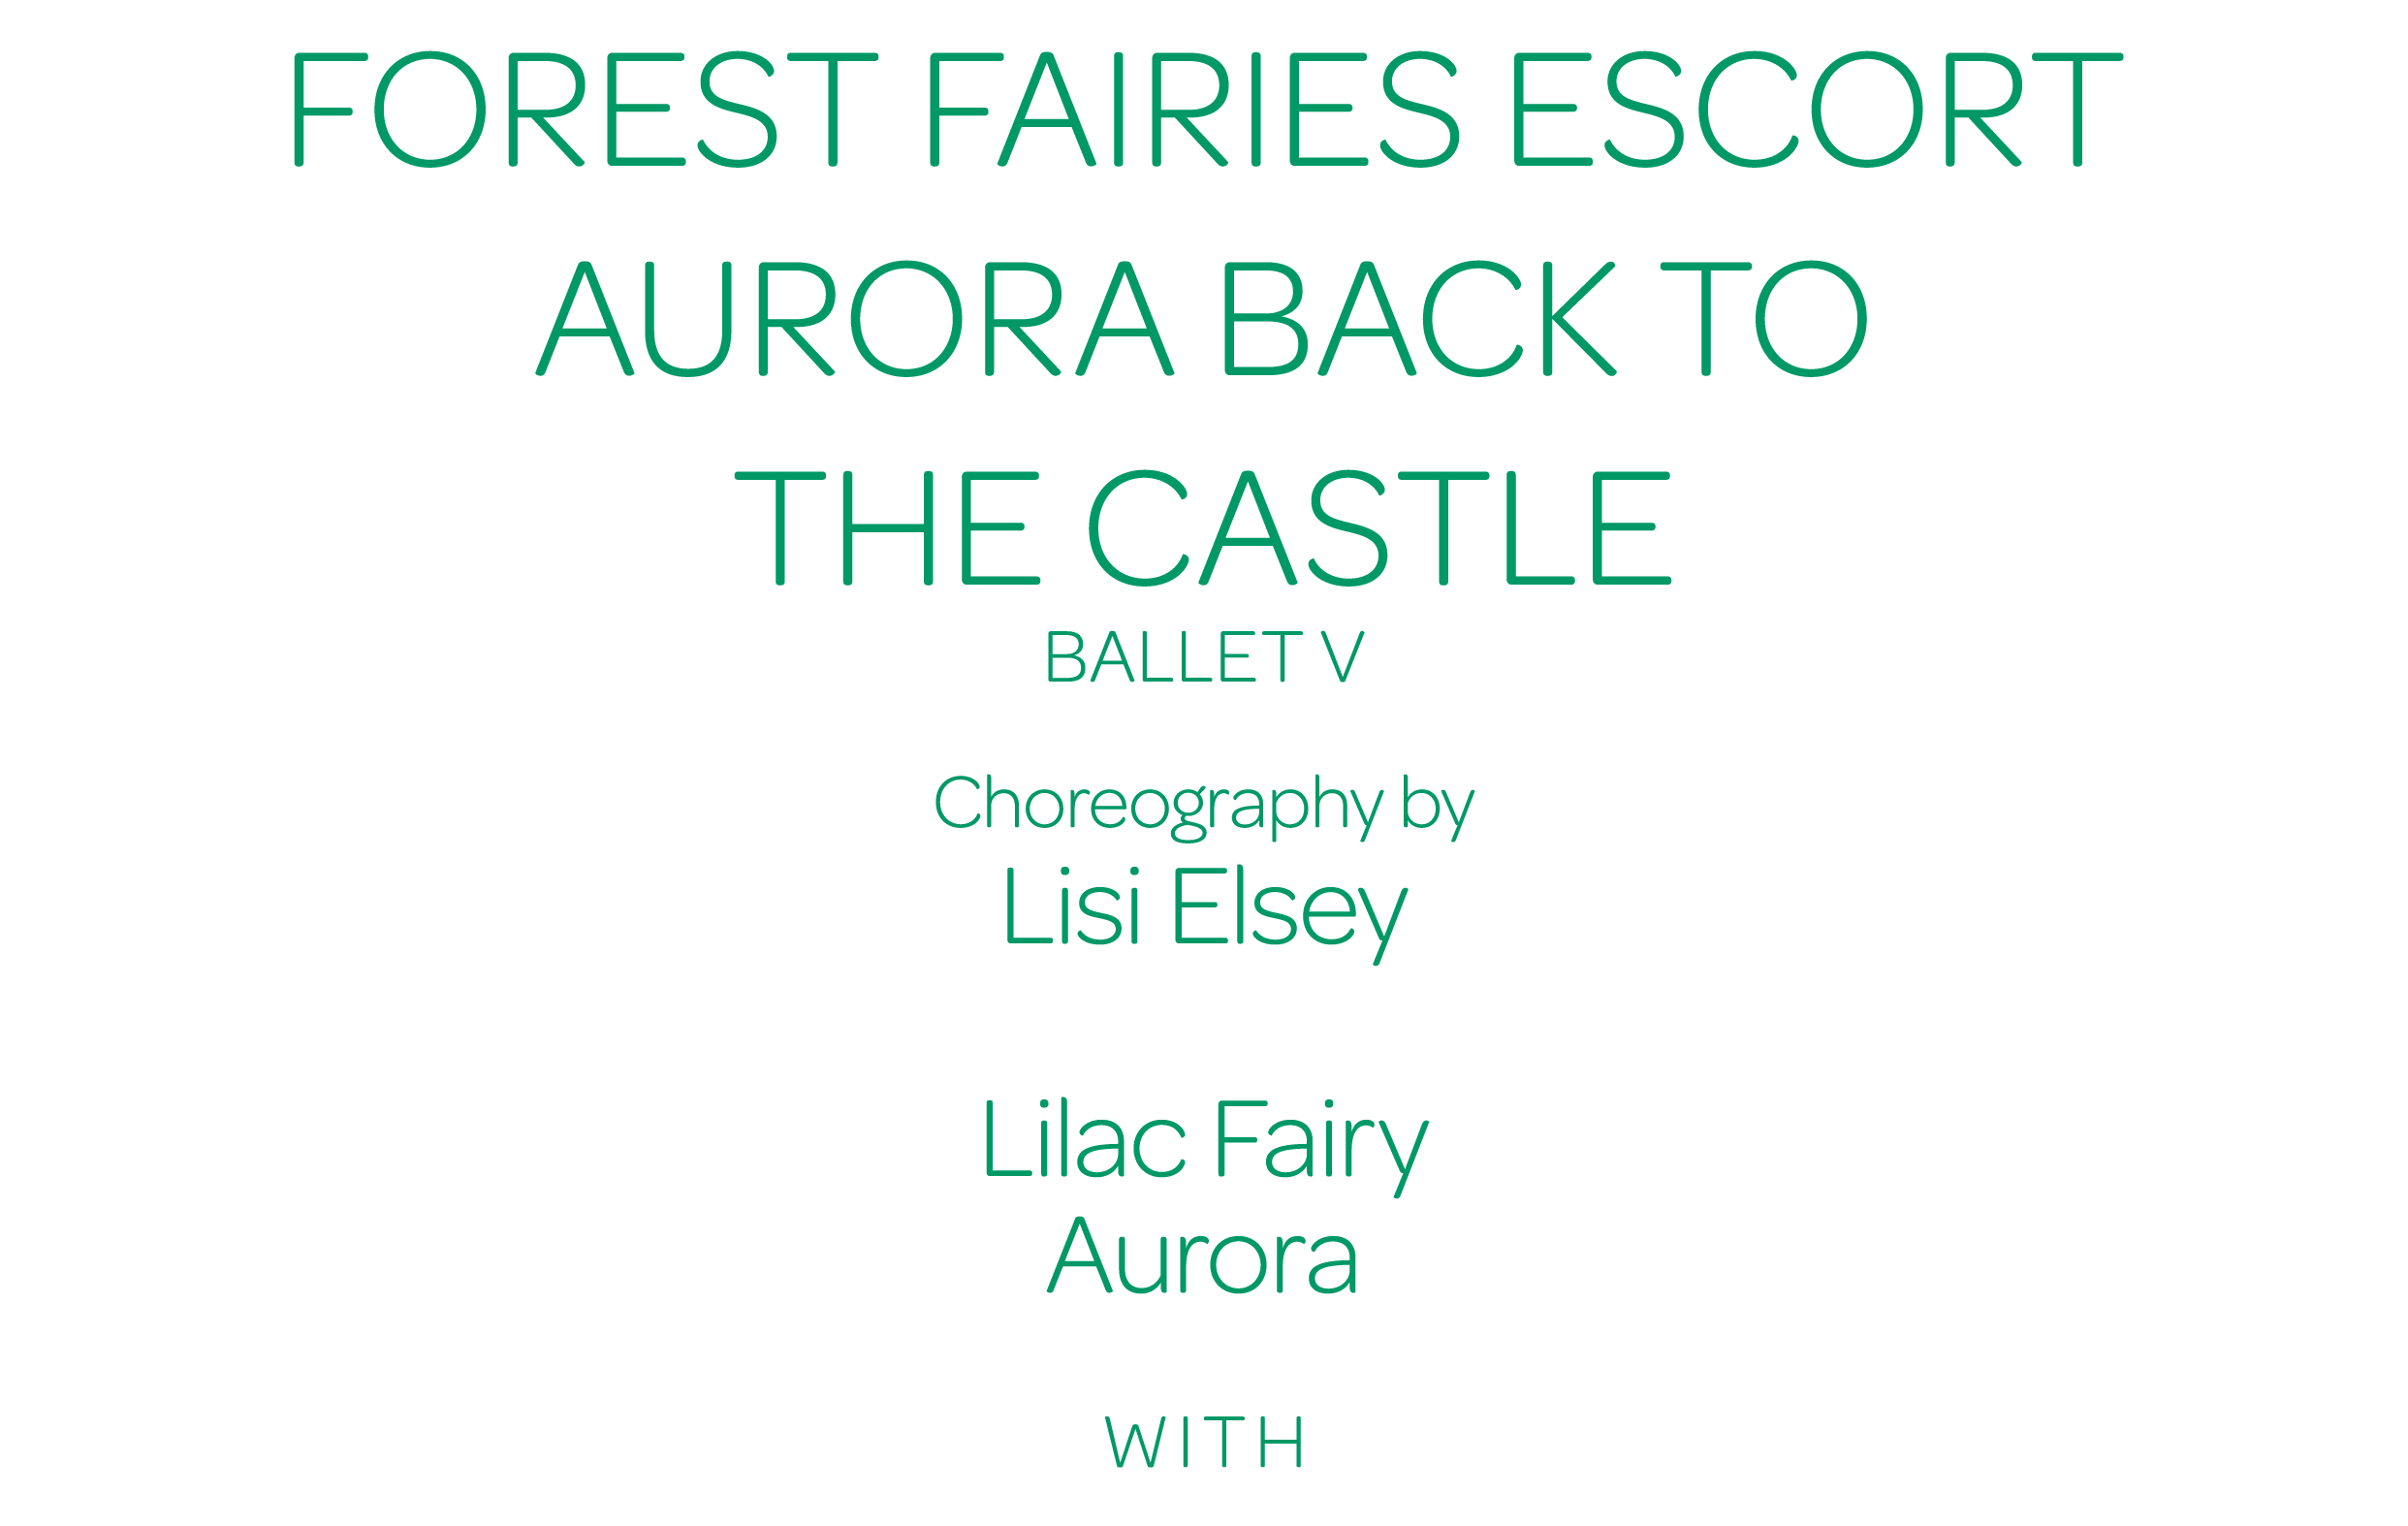 FOREST FAIRIES ESCORT
AURORA BACK TO
THE CASTLE
BALLET V
Choreography by
Lisi Elsey
Lilac Fairy
Aurora
WITH